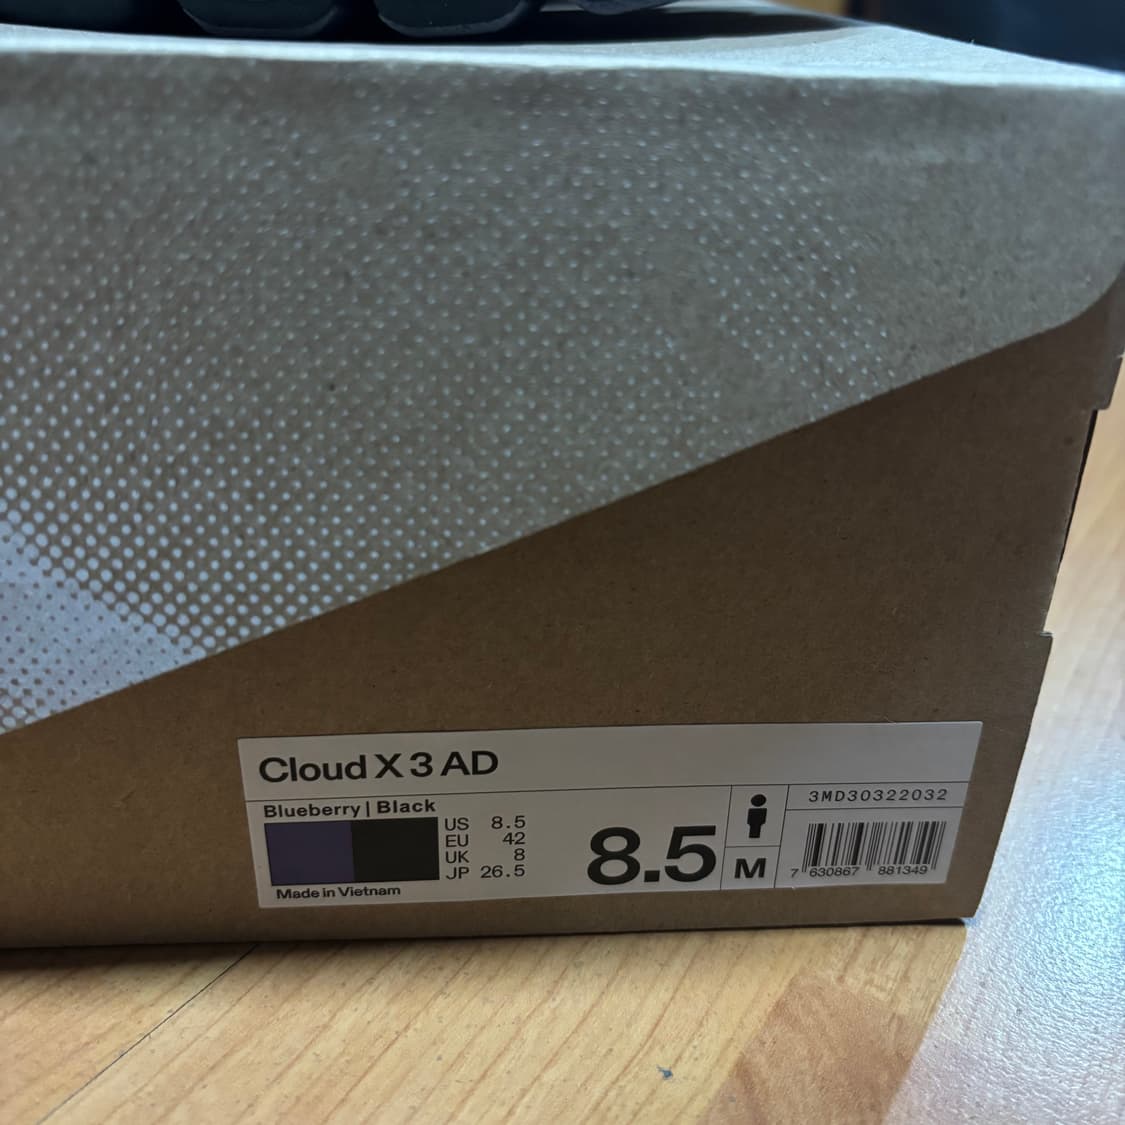 Cloud X 3 AD
Blueberry | Black
US 8.5
EU 42
UK 8
JP 26.5
Made in Vietnam
8.5
M
3MD30322032
7 630867 881349